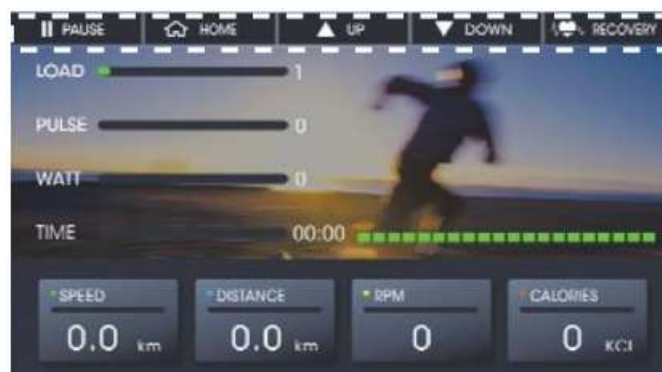 PAUSE HOME UP DOWN RECOVERY
LOAD 1
PULSE 0
WATT 0
TIME 00:00
SPEED DISTANCE RPM CALORIES
0.0 km 0.0 km 0 0 KCL